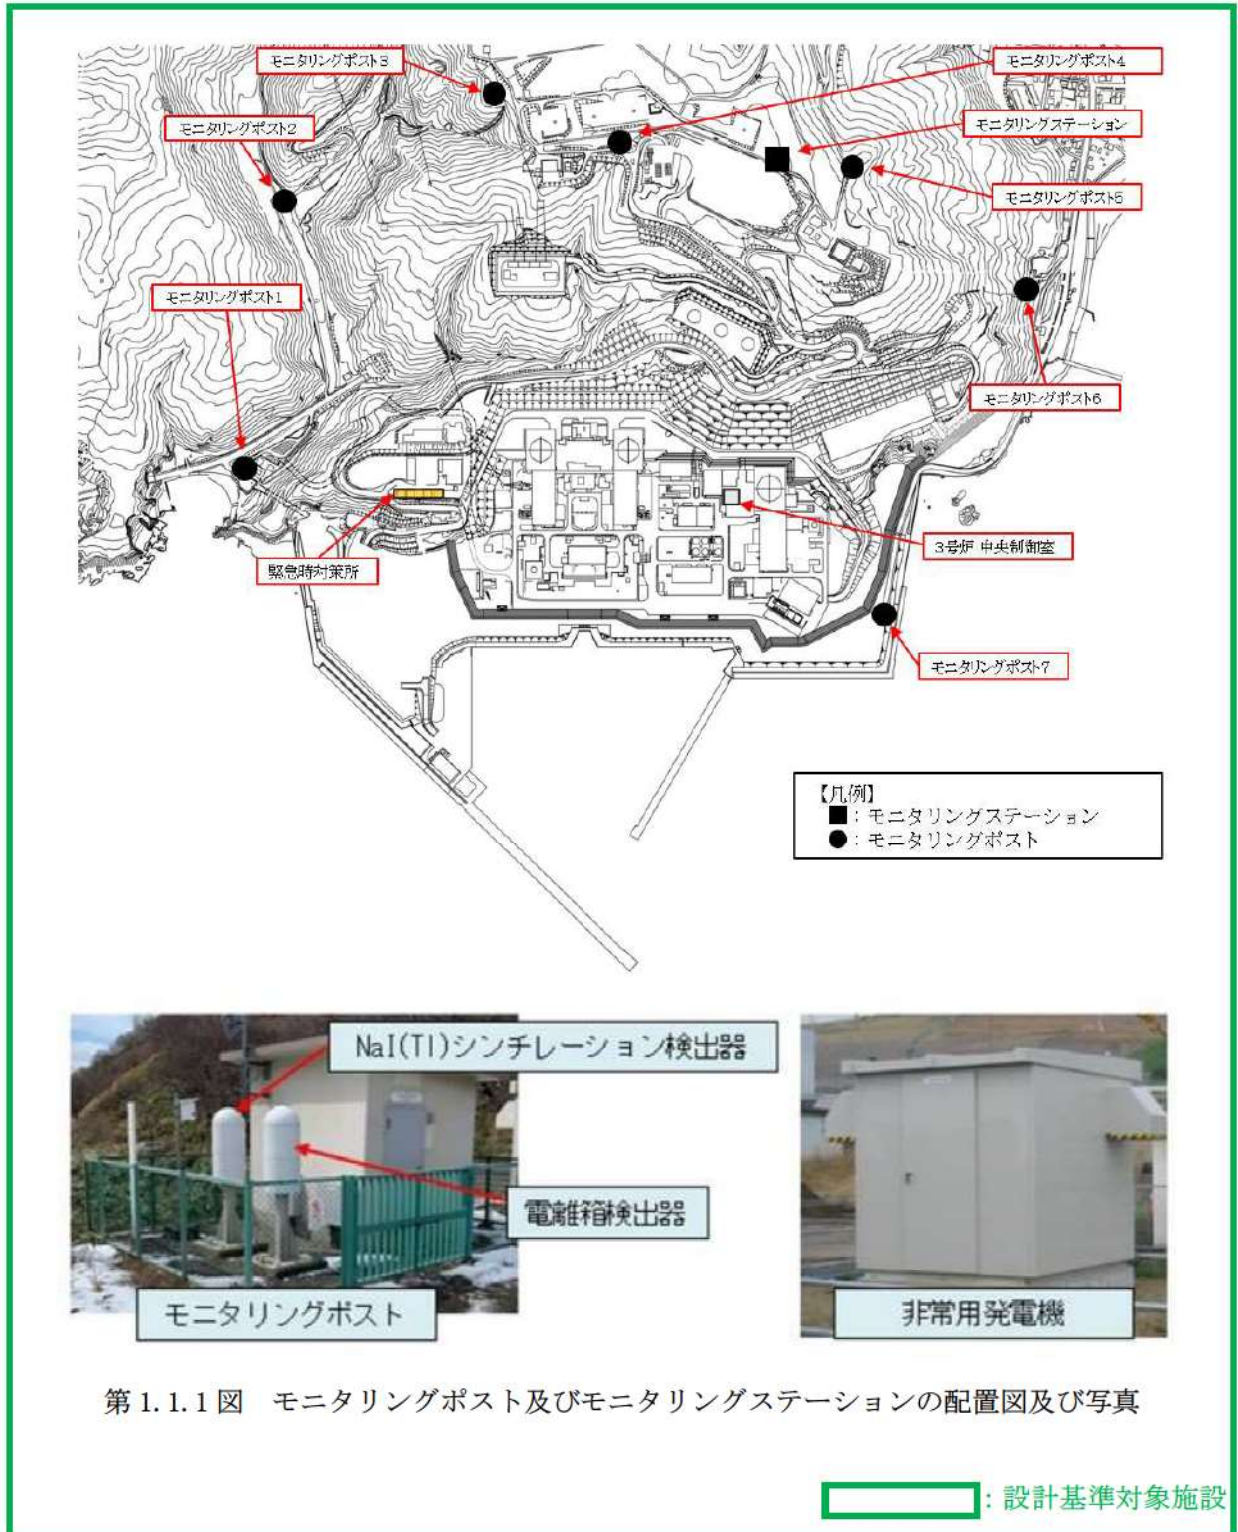 モニタリングポスト3
モニタリングポスト4
モニタリングポスト2
モニタリングステーション
モニタリングポスト5
モニタリングポスト1
モニタリングポスト6
3号炉 中央制御室
緊急時対策所
モニタリングポスト7
【凡例】
■：モニタリングステーション
●：モニタリングポスト
NaI(Tl)シンチレーション検出器
電離箱検出器
モニタリングポスト
非常用発電機
第1.1.1図　モニタリングポスト及びモニタリングステーションの配置図及び写真
：設計基準対象施設